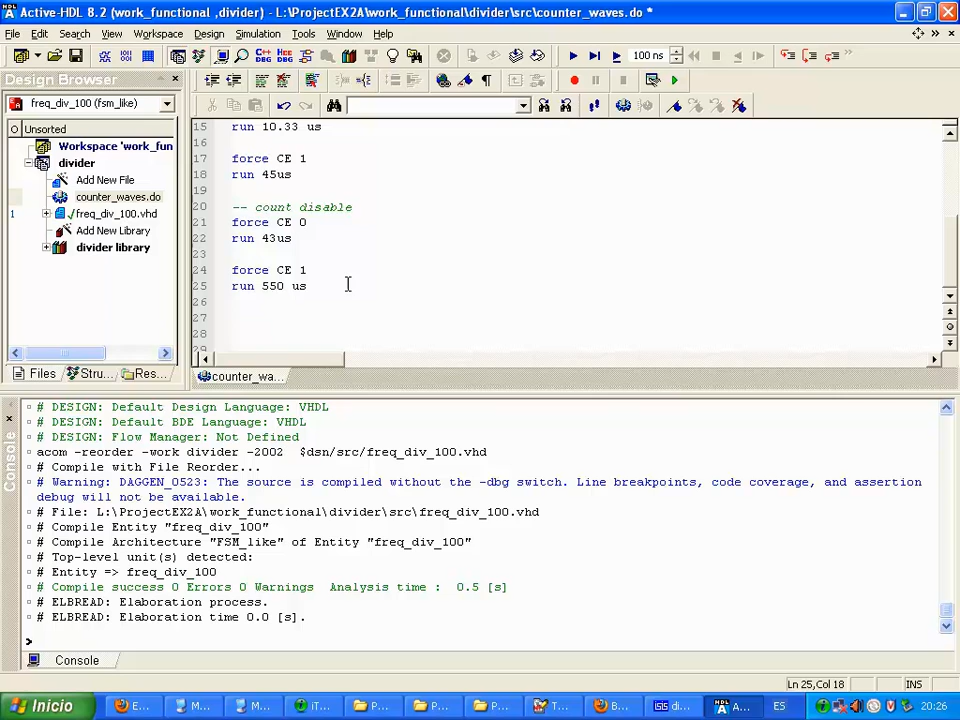 Active-HDL 8.2 (work_functional ,divider) - L:\ProjectEX2A\work_functional\divider\src\counter_waves.do *
File Edit Search View Workspace Design Simulation Tools Window Help
100 ns
Design Browser
freq_div_100 (fsm_like)
Unsorted
Workspace 'work_fun
divider
Add New File
counter_waves.do
1 freq_div_100.vhd
Add New Library
divider library
Files Stru... Res...
15 run 10.33 us
16
17 force CE 1
18 run 45us
19
20 -- count disable
21 force CE 0
22 run 43us
23
24 force CE 1
25 run 550 us
26
27
28
29
counter_wa...
# DESIGN: Default Design Language: VHDL
# DESIGN: Default BDE Language: VHDL
# DESIGN: Flow Manager: Not Defined
acom -reorder -work divider -2002  $dsn/src/freq_div_100.vhd
# Compile with File Reorder...
# Warning: DAGGEN_0523: The source is compiled without the -dbg switch. Line breakpoints, code coverage, and assertion
debug will not be available.
# File: L:\ProjectEX2A\work_functional\divider\src\freq_div_100.vhd
# Compile Entity "freq_div_100"
# Compile Architecture "FSM_like" of Entity "freq_div_100"
# Top-level unit(s) detected:
# Entity => freq_div_100
# Compile success 0 Errors 0 Warnings  Analysis time :  0.5 [s]
# ELBREAD: Elaboration process.
# ELBREAD: Elaboration time 0.0 [s].
>
Console
Console
Ln 25,Col 18 INS
Inicio E... M... M... iT... P... P... P... T... B... di... A... ES 20:26